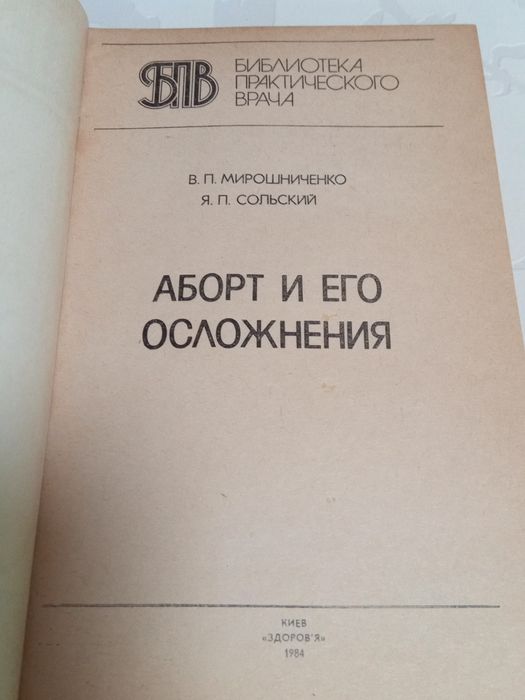 БПВ
БИБЛИОТЕКА
ПРАКТИЧЕСКОГО
ВРАЧА
В. П. МИРОШНИЧЕНКО
Я. П. СОЛЬСКИЙ
АБОРТ И ЕГО
ОСЛОЖНЕНИЯ
КИЕВ
«ЗДОРОВ'Я»
1984